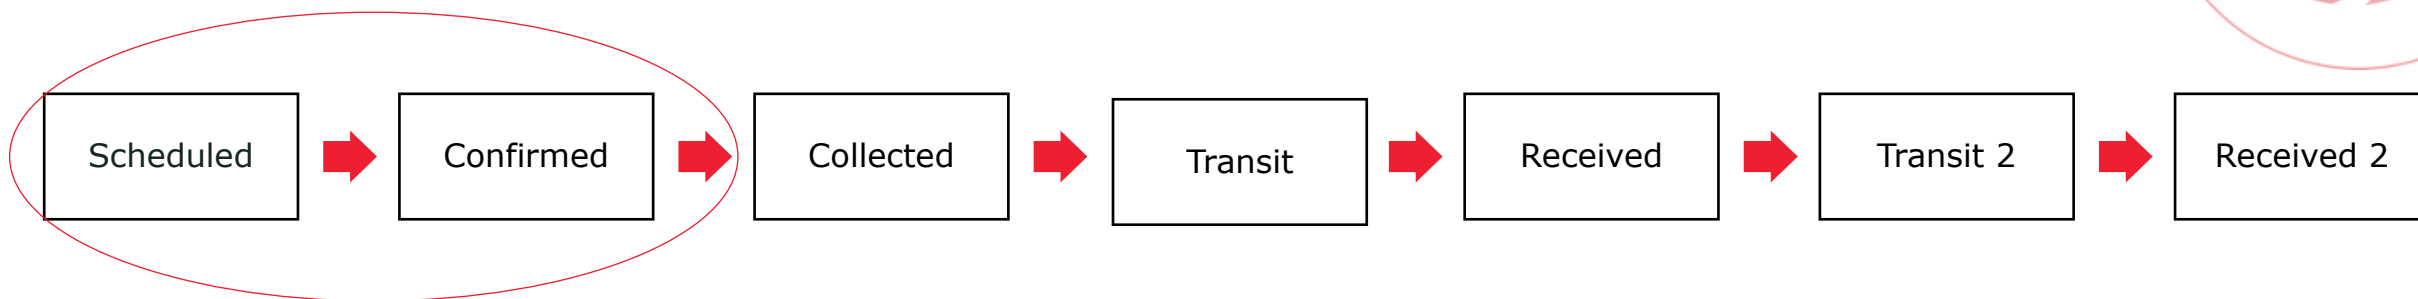 Scheduled
Confirmed
Collected
Transit
Received
Transit 2
Received 2